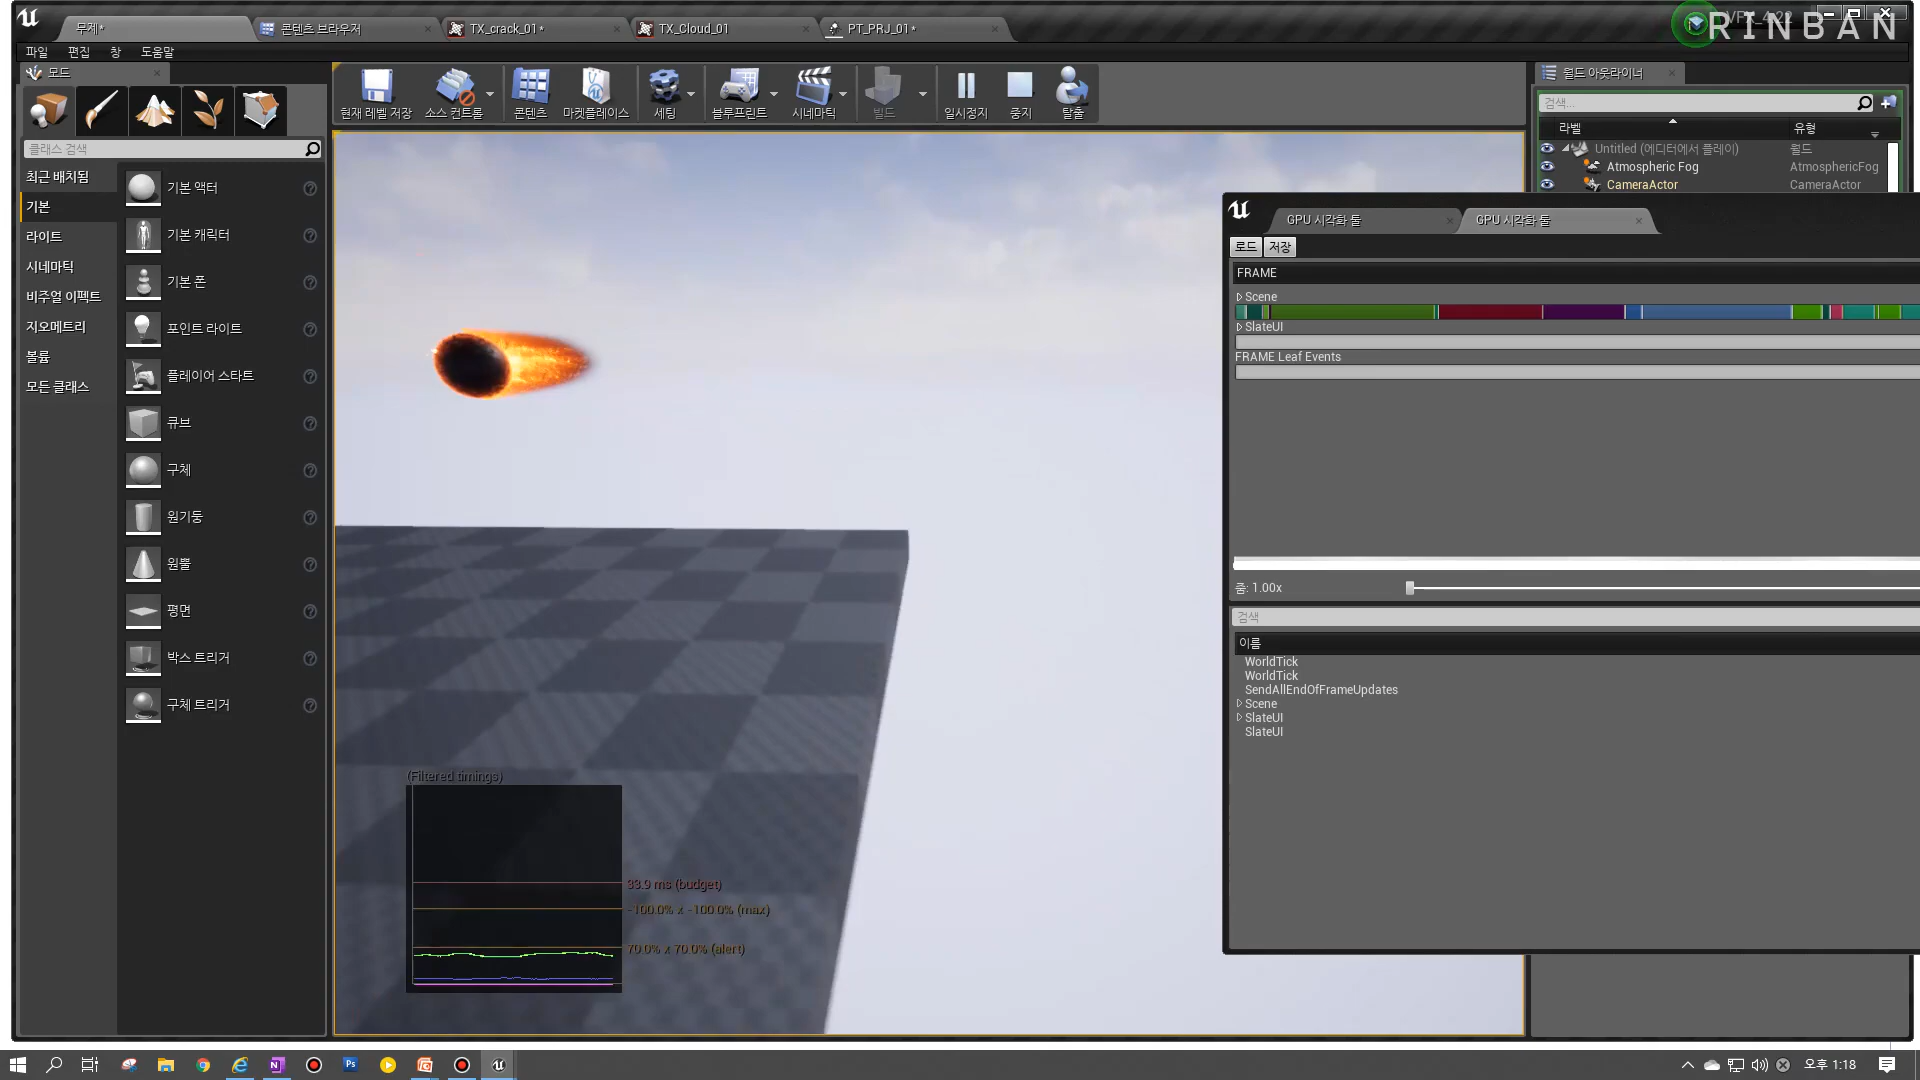 무제*
콘텐츠 브라우저
TX_crack_01*
TX_Cloud_01
PT_PRJ_01*
RINBAN
파일 편집 창 도움말
모드
현재 레벨 저장
소스 컨트롤
콘텐츠
마켓플레이스
세팅
블루프린트
시네마틱
빌드
일시정지
중지
탈출
클래스 검색
최근 배치됨
기본
라이트
시네마틱
비주얼 이펙트
지오메트리
볼륨
모든 클래스
기본 액터
기본 캐릭터
기본 폰
포인트 라이트
플레이어 스타트
큐브
구체
원기둥
원뿔
평면
박스 트리거
구체 트리거
월드 아웃라이너
검색...
라벨 유형
Untitled (에디터에서 플레이) 월드
Atmospheric Fog AtmosphericFog
CameraActor CameraActor
GPU 시각화 툴
GPU 시각화 툴
로드 저장
FRAME
Scene
SlateUI
FRAME Leaf Events
줌: 1.00x
검색
이름
WorldTick
WorldTick
SendAllEndOfFrameUpdates
Scene
SlateUI
SlateUI
(Filtered timings)
33.9 ms (budget)
-100.0% x -100.0% (max)
70.0% x 70.0% (alert)
오후 1:18